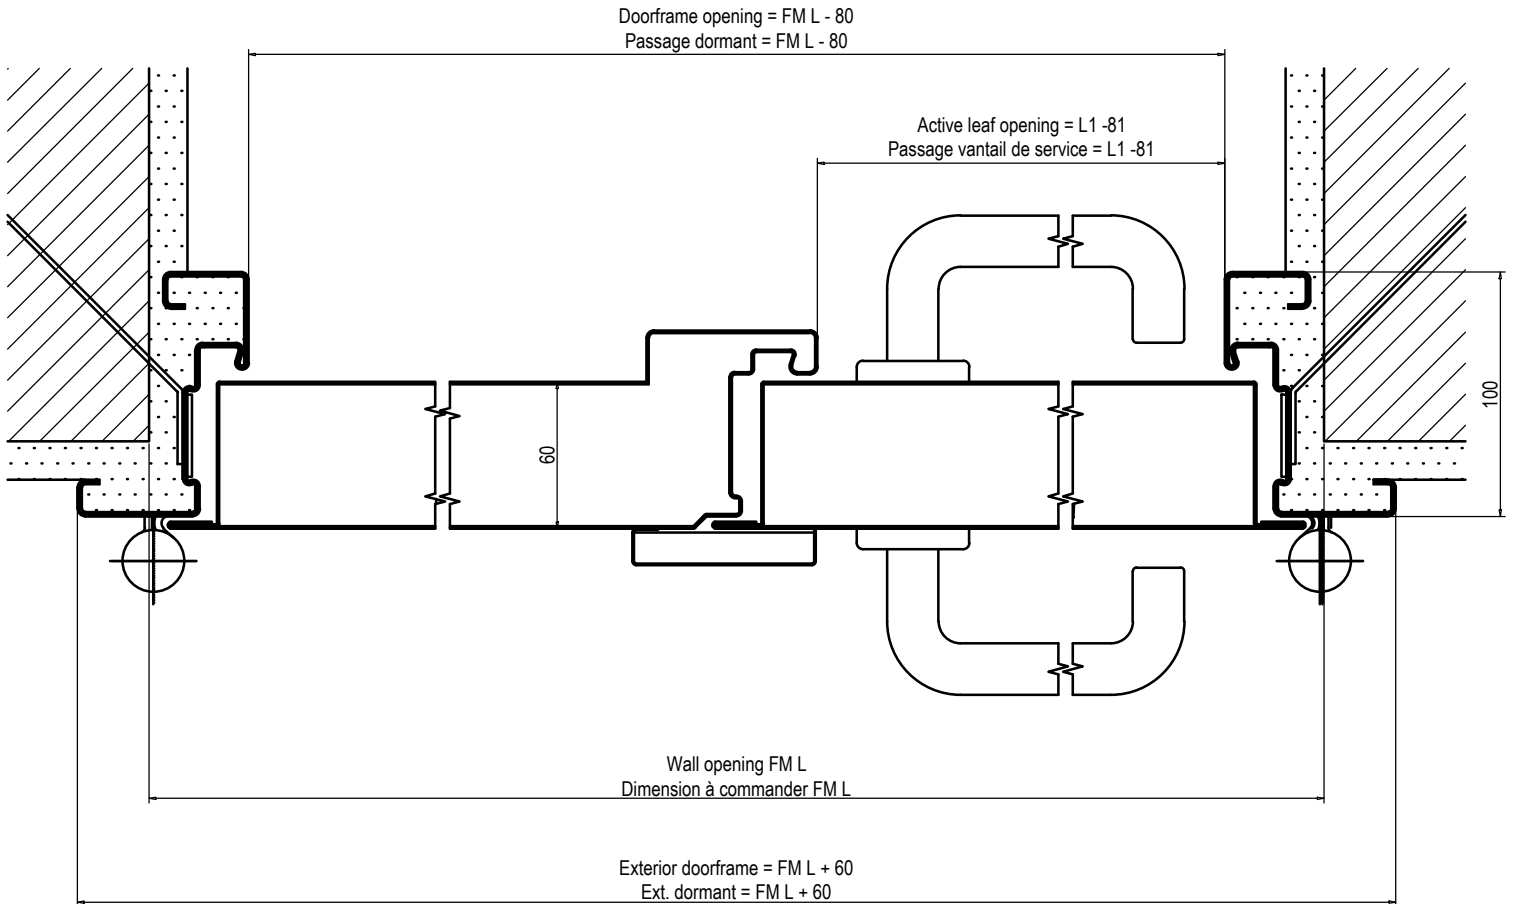 Doorframe opening = FM L - 80
Passage dormant = FM L - 80
Active leaf opening = L1 -81
Passage vantail de service = L1 -81
100
60
Wall opening FM L
Dimension à commander FM L
Exterior doorframe = FM L + 60
Ext. dormant = FM L + 60